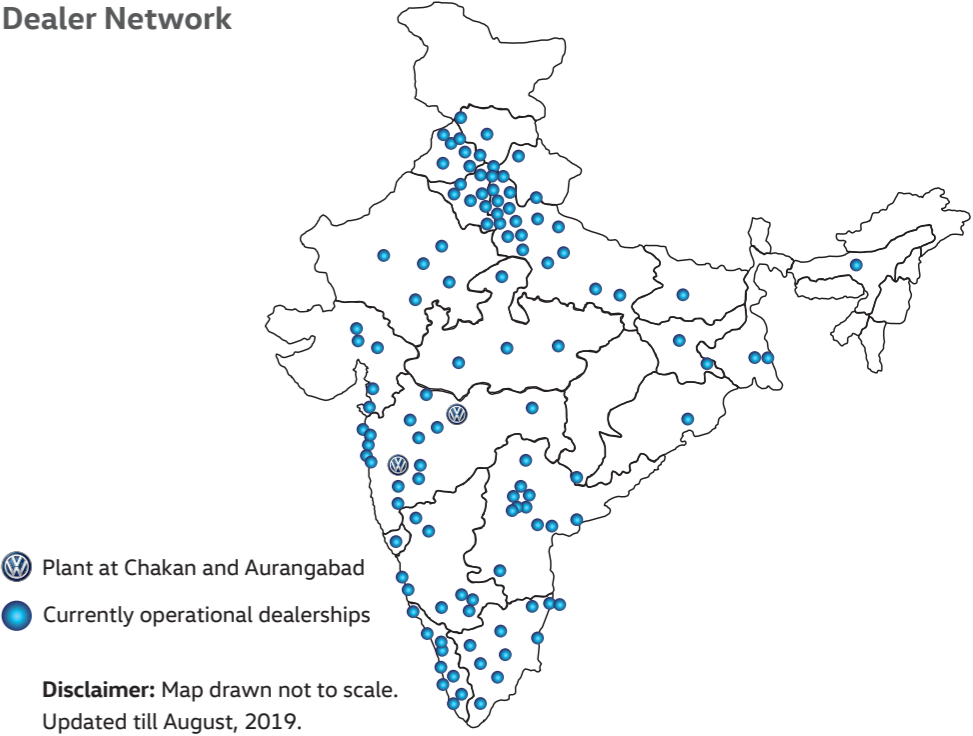 Dealer Network
Plant at Chakan and Aurangabad
Currently operational dealerships
Disclaimer: Map drawn not to scale.
Updated till August, 2019.